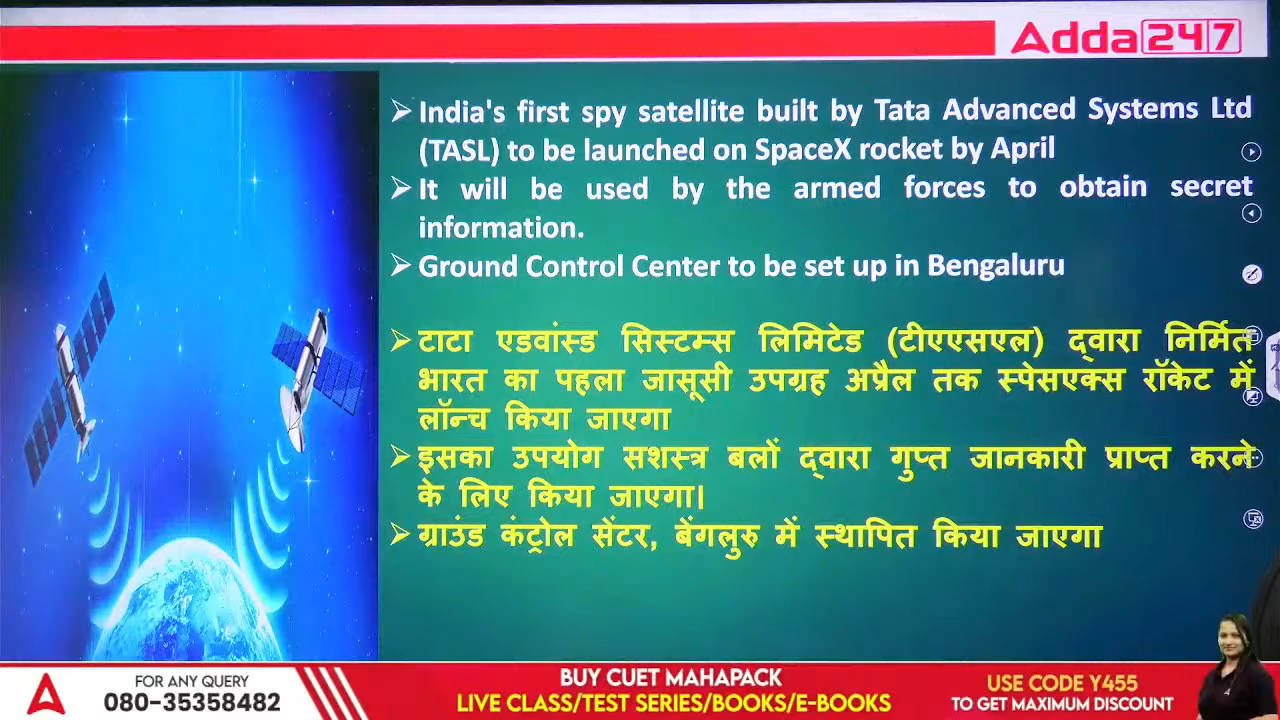 Adda247
➢ India's first spy satellite built by Tata Advanced Systems Ltd
(TASL) to be launched on SpaceX rocket by April
➢ It will be used by the armed forces to obtain secret
information.
➢ Ground Control Center to be set up in Bengaluru
➢ टाटा एडवांस्ड सिस्टम्स लिमिटेड (टीएएसएल) द्वारा निर्मित
भारत का पहला जासूसी उपग्रह अप्रैल तक स्पेसएक्स रॉकेट में
लॉन्च किया जाएगा
➢ इसका उपयोग सशस्त्र बलों द्वारा गुप्त जानकारी प्राप्त करने
के लिए किया जाएगा।
➢ ग्राउंड कंट्रोल सेंटर, बेंगलुरु में स्थापित किया जाएगा
FOR ANY QUERY
080-35358482
BUY CUET MAHAPACK
LIVE CLASS/TEST SERIES/BOOKS/E-BOOKS
USE CODE Y455
TO GET MAXIMUM DISCOUNT